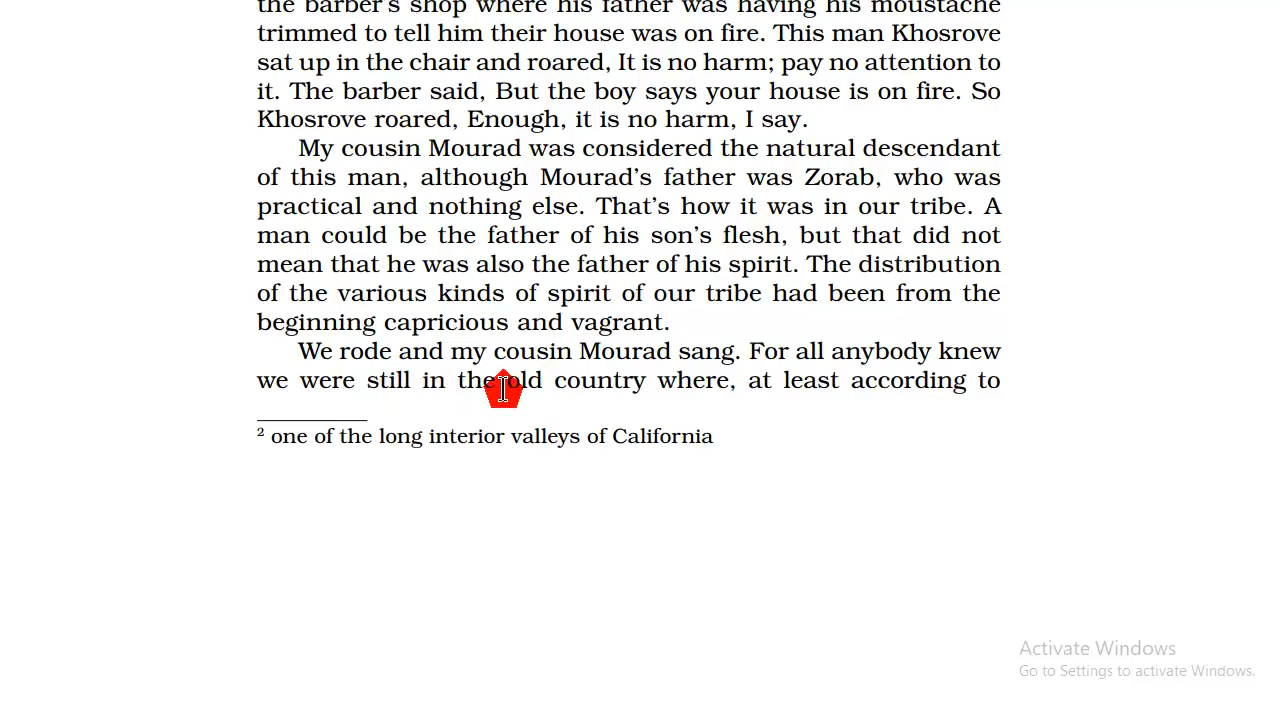 the barber's shop where his father was having his moustache
trimmed to tell him their house was on fire. This man Khosrove
sat up in the chair and roared, It is no harm; pay no attention to
it. The barber said, But the boy says your house is on fire. So
Khosrove roared, Enough, it is no harm, I say.
My cousin Mourad was considered the natural descendant
of this man, although Mourad's father was Zorab, who was
practical and nothing else. That's how it was in our tribe. A
man could be the father of his son's flesh, but that did not
mean that he was also the father of his spirit. The distribution
of the various kinds of spirit of our tribe had been from the
beginning capricious and vagrant.
We rode and my cousin Mourad sang. For all anybody knew
we were still in the old country where, at least according to
2 one of the long interior valleys of California
Activate Windows
Go to Settings to activate Windows.